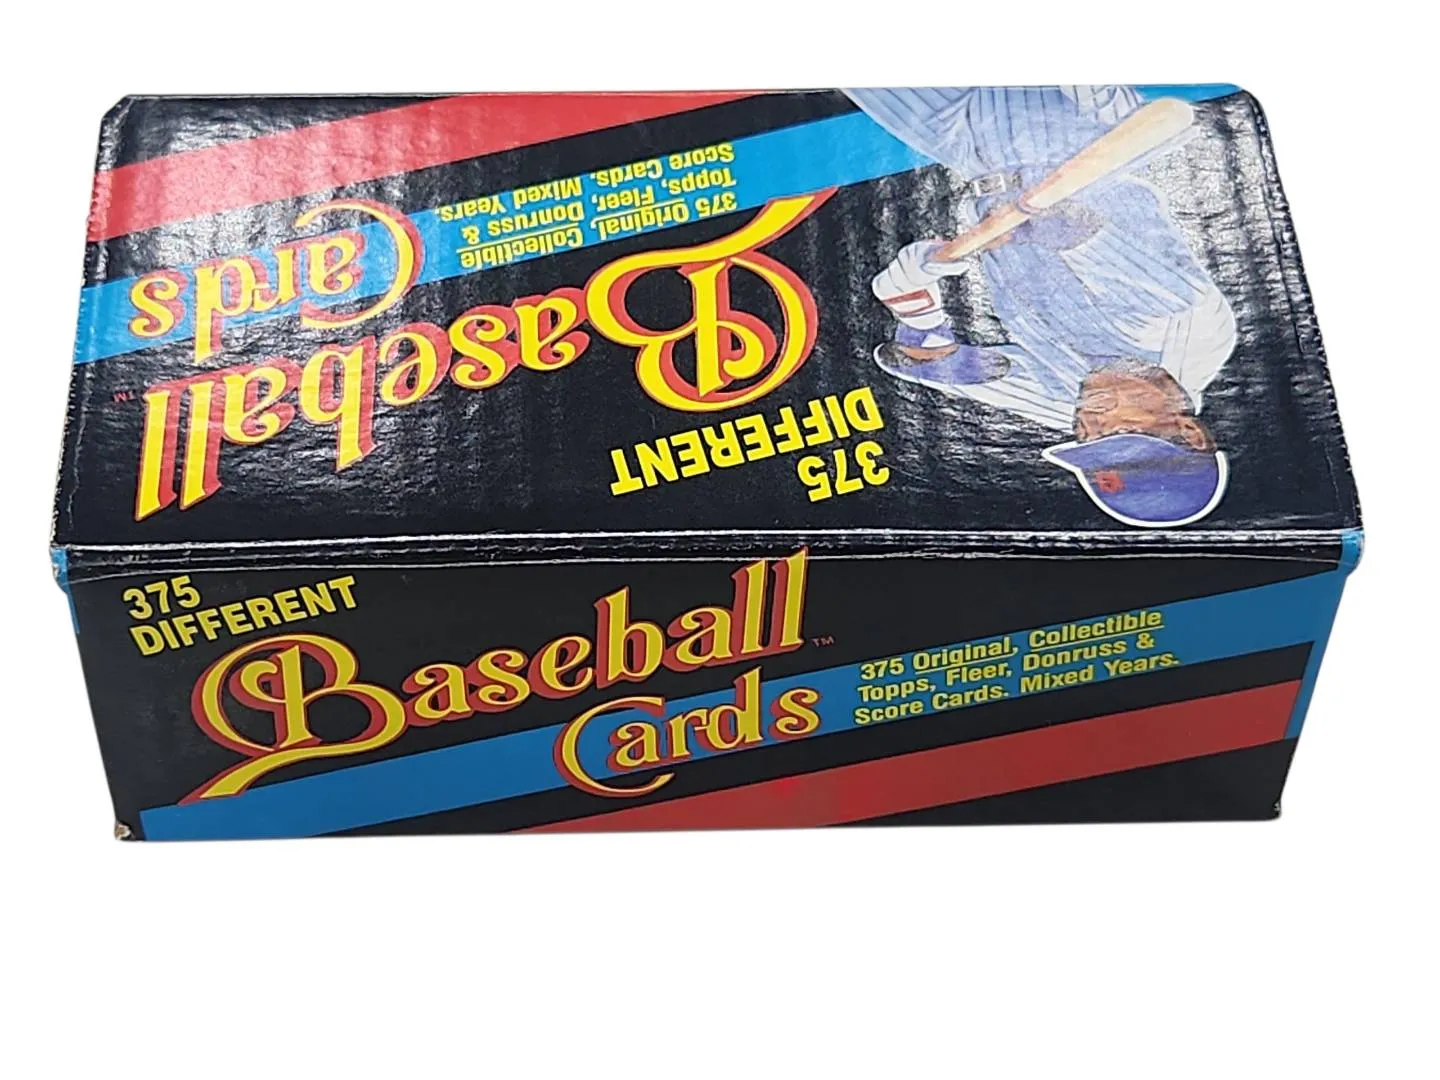 375
DIFFERENT
Baseball™
Cards
375 Original, Collectible
Topps, Fleer, Donruss &
Score Cards, Mixed Years.
375
DIFFERENT
Baseball™
Cards
375 Original, Collectible
Topps, Fleer, Donruss &
Score Cards. Mixed Years.